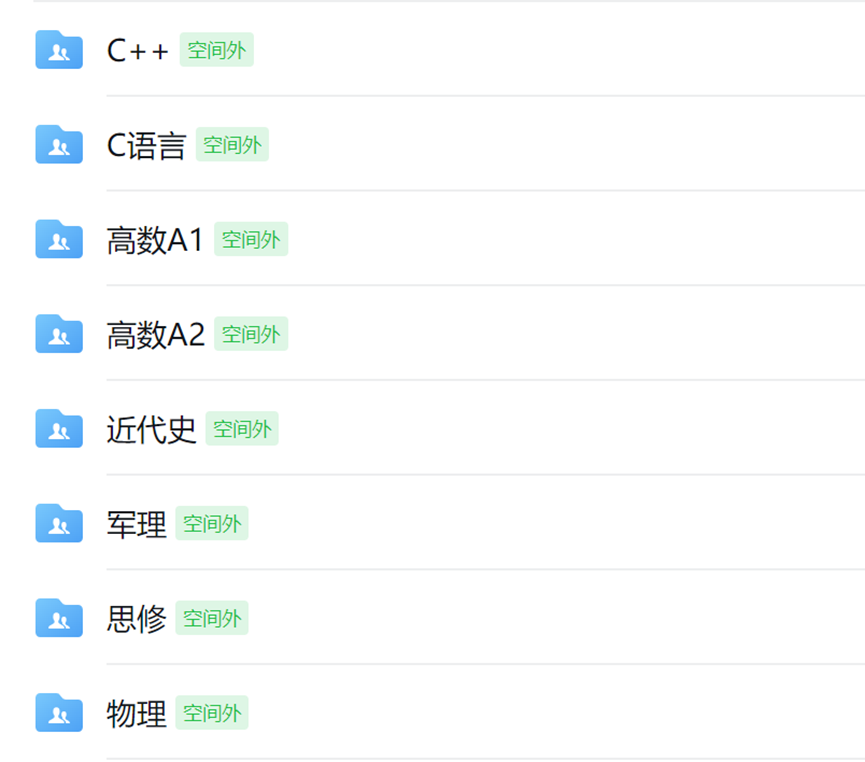 C++ 空间外
C语言 空间外
高数A1 空间外
高数A2 空间外
近代史 空间外
军理 空间外
思修 空间外
物理 空间外